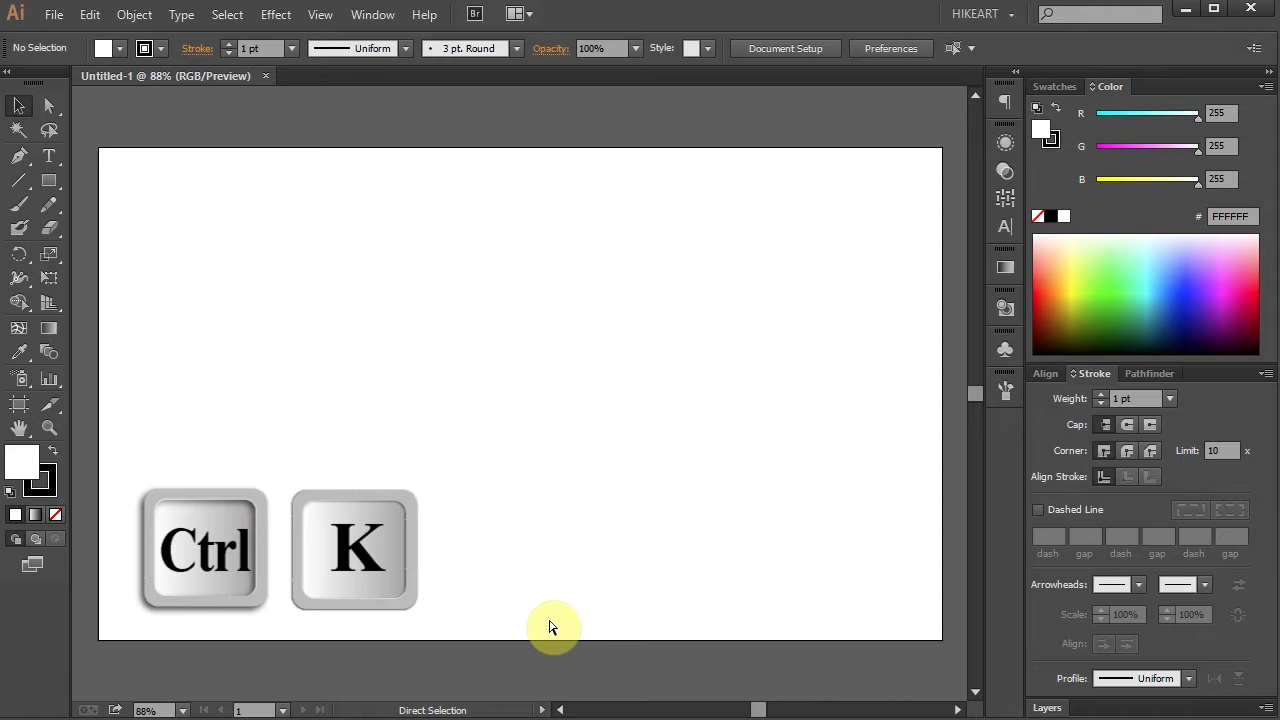 Ai File Edit Object Type Select Effect View Window Help Br HIKEART
No Selection Stroke: 1 pt Uniform 3 pt. Round Opacity: 100% Style: Document Setup Preferences
Untitled-1 @ 88% (RGB/Preview) ×
Swatches Color
R 255
G 255
B 255
# FFFFFF
Align Stroke Pathfinder
Weight: 1 pt
Cap:
Corner: Limit: 10 x
Align Stroke:
Dashed Line
dash gap dash gap dash gap
Arrowheads:
Scale: 100% 100%
Align:
Profile: Uniform
Layers
Ctrl K
88% 1 Direct Selection